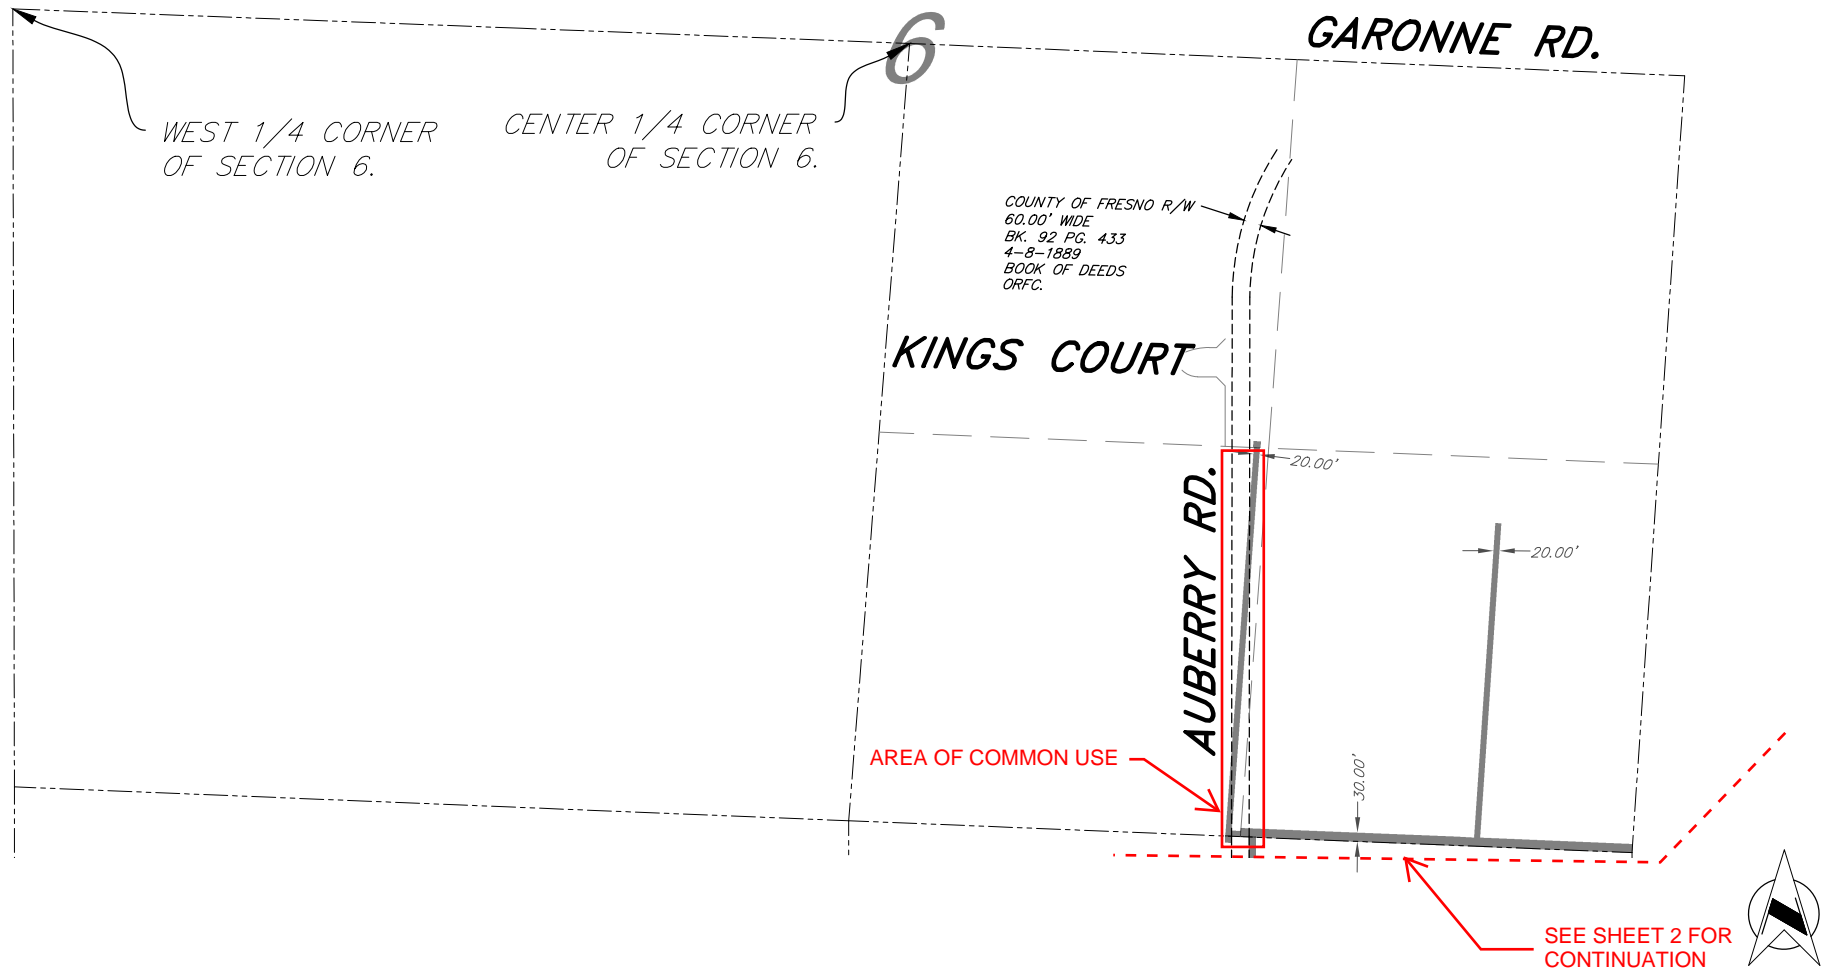 GARONNE RD.
6
WEST 1/4 CORNER
OF SECTION 6.
CENTER 1/4 CORNER
OF SECTION 6.
COUNTY OF FRESNO R/W
60.00' WIDE
BK. 92 PG. 433
4-8-1889
BOOK OF DEEDS
ORFC.
KINGS COURT
20.00'
AUBERRY RD.
20.00'
AREA OF COMMON USE
30.00'
SEE SHEET 2 FOR
CONTINUATION